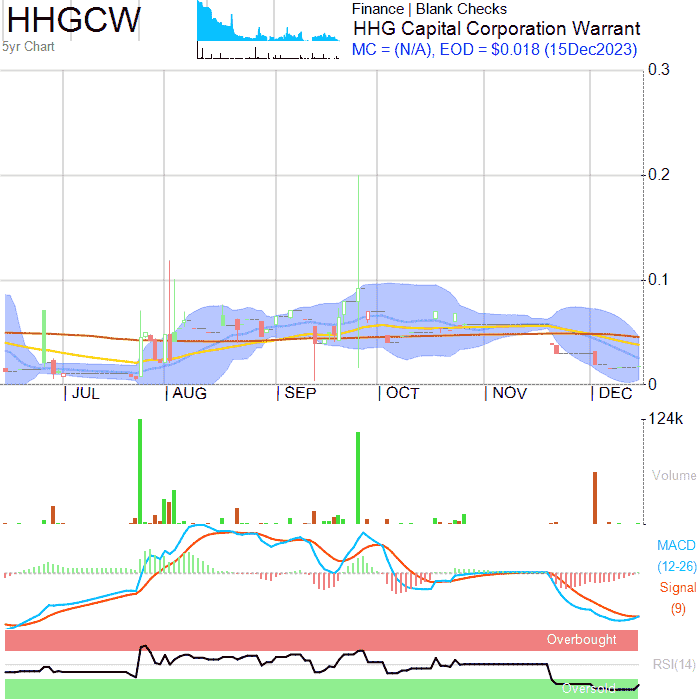 HHGCW
5yr Chart
Finance | Blank Checks
HHG Capital Corporation Warrant
MC = (N/A), EOD = $0.018 (15Dec2023)
0.3
0.2
0.1
0
JUL AUG SEP OCT NOV DEC
124k
Volume
MACD
(12-26)
Signal
(9)
Overbought
RSI(14)
Oversold